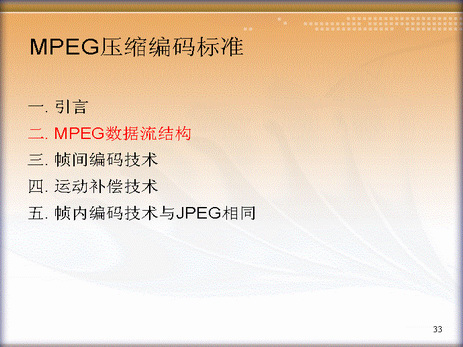 MPEG压缩编码标准
一. 引言
二. MPEG数据流结构
三. 帧间编码技术
四. 运动补偿技术
五. 帧内编码技术与JPEG相同
33